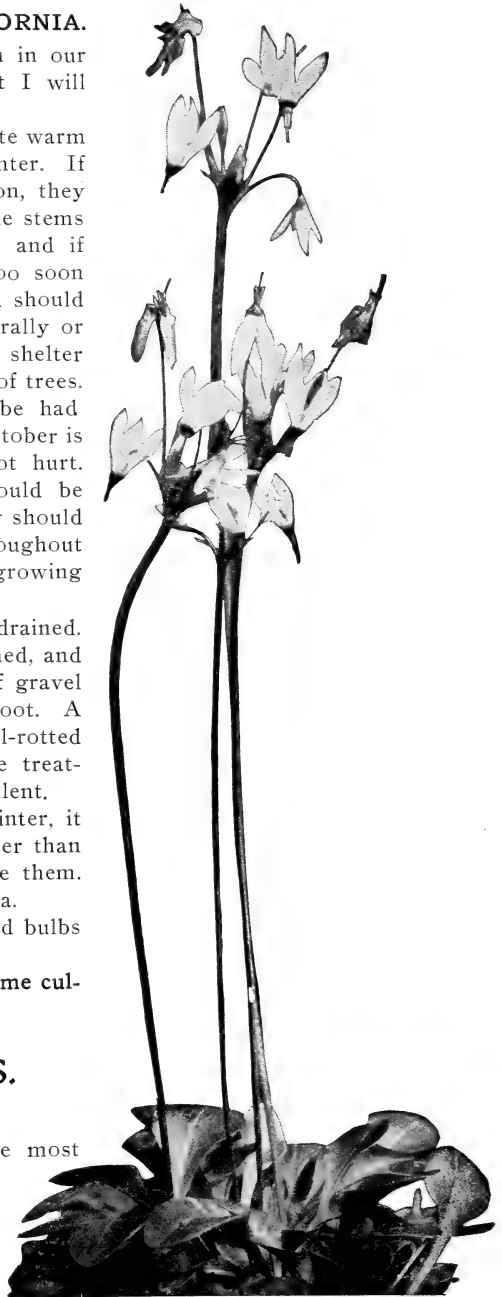 ORNIA.
in our
t I will
te warm
nter. If
on, they
e stems
and if
oo soon
should
rally or
shelter
of trees.
be had
tober is
ot hurt.
ould be
should
oughout
growing
drained.
ned, and
f gravel
oot. A
l-rotted
e treat-
lent.
inter, it
er than
e them.
a.
d bulbs
me cul-
S.
e most